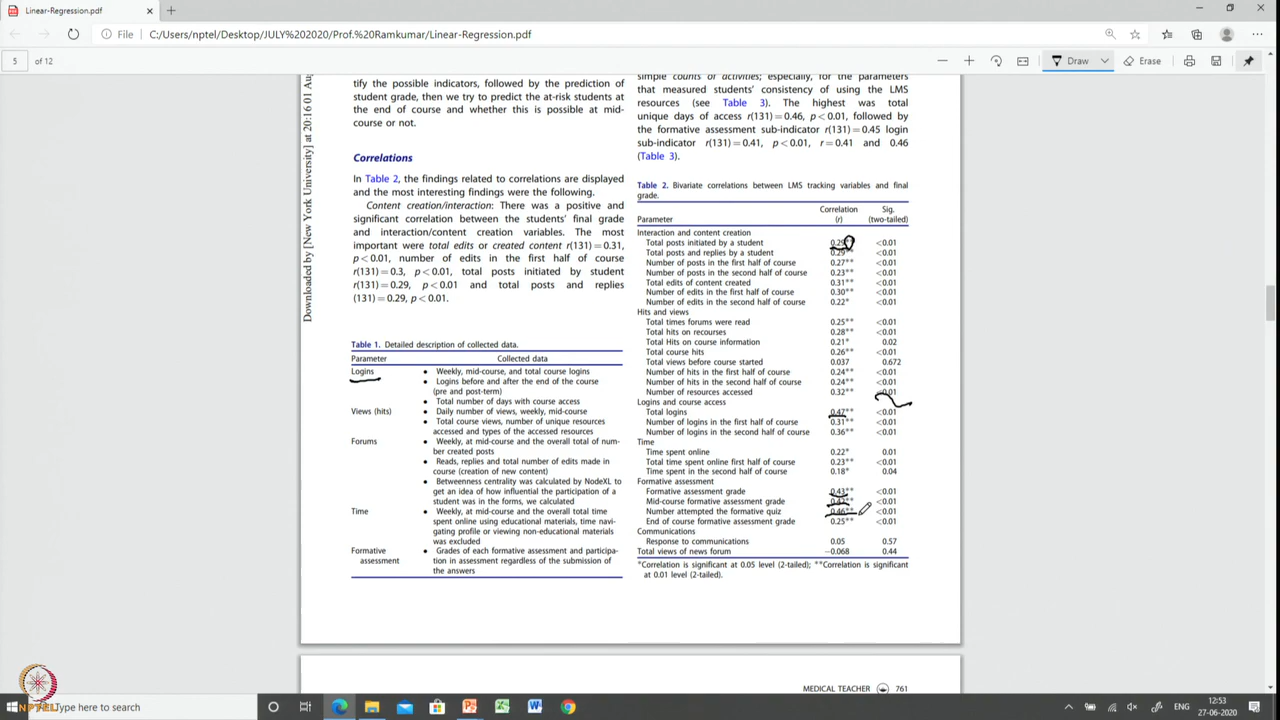 Linear-Regression.pdf
File C:/Users/nptel/Desktop/JULY%202020/Prof.%20Ramkumar/Linear-Regression.pdf
5 of 12
Draw
Erase
Downloaded by [New York University] at 20:16 01 Au
tify the possible indicators, followed by the prediction of
student grade, then we try to predict the at-risk students at
the end of course and whether this is possible at mid-
course or not.
Correlations
In Table 2, the findings related to correlations are displayed
and the most interesting findings were the following.
Content creation/interaction: There was a positive and
significant correlation between the students' final grade
and interaction/content creation variables. The most
important were total edits or created content r(131) = 0.31,
p < 0.01, number of edits in the first half of course
r(131) = 0.3, p < 0.01, total posts initiated by student
r(131) = 0.29, p < 0.01 and total posts and replies
(131) = 0.29, p < 0.01.
Table 1. Detailed description of collected data.
Parameter Collected data
Logins • Weekly, mid-course, and total course logins
• Logins before and after the end of the course
(pre and post-term)
• Total number of days with course access
Views (hits) • Daily number of views, weekly, mid-course
• Total course views, number of unique resources
accessed and types of the accessed resources
Forums • Weekly, at mid-course and the overall total of num-
ber created posts
• Reads, replies and total number of edits made in
course (creation of new content)
• Betweenness centrality was calculated by NodeXL to
get an idea of how influential the participation of a
student was in the forms, we calculated
Time • Weekly, at mid-course and the overall total time
spent online using educational materials, time navi-
gating profile or viewing non-educational materials
was excluded
Formative • Grades of each formative assessment and participa-
assessment tion in assessment regardless of the submission of
the answers
simple counts of activities; especially, for the parameters
that measured students' consistency of using the LMS
resources (see Table 3). The highest was total
unique days of access r(131) = 0.46, p < 0.01, followed by
the formative assessment sub-indicator r(131) = 0.45 login
sub-indicator r(131) = 0.41, p < 0.01, r = 0.41 and 0.46
(Table 3).
Table 2. Bivariate correlations between LMS tracking variables and final
grade.
Correlation Sig.
Parameter (r) (two-tailed)
Interaction and content creation
Total posts initiated by a student 0.29 <0.01
Total posts and replies by a student 0.29** <0.01
Number of posts in the first half of course 0.27** <0.01
Number of posts in the second half of course 0.23** <0.01
Total edits of content created 0.31** <0.01
Number of edits in the first half of course 0.30** <0.01
Number of edits in the second half of course 0.22* <0.01
Hits and views
Total times forums were read 0.25** <0.01
Total hits on recourses 0.28** <0.01
Total Hits on course information 0.21* 0.02
Total course hits 0.26** <0.01
Total views before course started 0.037 0.672
Number of hits in the first half of course 0.24** <0.01
Number of hits in the second half of course 0.24** <0.01
Number of resources accessed 0.32** <0.01
Logins and course access
Total logins 0.47** <0.01
Number of logins in the first half of course 0.31** <0.01
Number of logins in the second half of course 0.36** <0.01
Time
Time spent online 0.22* 0.01
Total time spent online first half of course 0.23** <0.01
Time spent in the second half of course 0.18* 0.04
Formative assessment
Formative assessment grade 0.43** <0.01
Mid-course formative assessment grade 0.42** <0.01
Number attempted the formative quiz 0.46** <0.01
End of course formative assessment grade 0.25** <0.01
Communications
Response to communications 0.05 0.57
Total views of news forum −0.068 0.44
*Correlation is significant at 0.05 level (2-tailed); **Correlation is significant
at 0.01 level (2-tailed).
MEDICAL TEACHER 761
NPTEL
Type here to search
ENG
12:53
27-06-2020